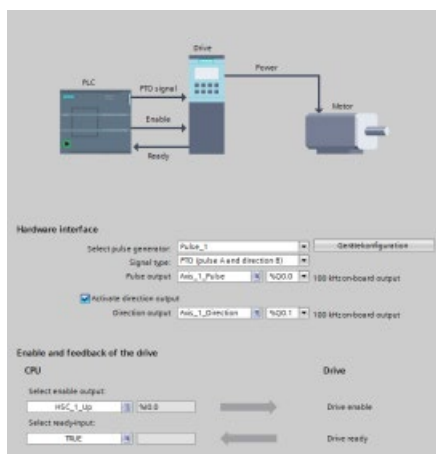 Drive
Power
PLC
PTO signal
Motor
Enable
Ready
Hardware interface
Select pulse generator: Pulse_1 Gerätekonfiguration
Signal type: PTO (pulse A and direction B)
Pulse output: Axis_1_Pulse %Q0.0 100 kHz on-board output
Activate direction output
Direction output: Axis_1_Direction %Q0.1 100 kHz on-board output
Enable and feedback of the drive
CPU Drive
Select enable output:
HSC_1_Up %I0.0 Drive enable
Select ready-input:
TRUE Drive ready